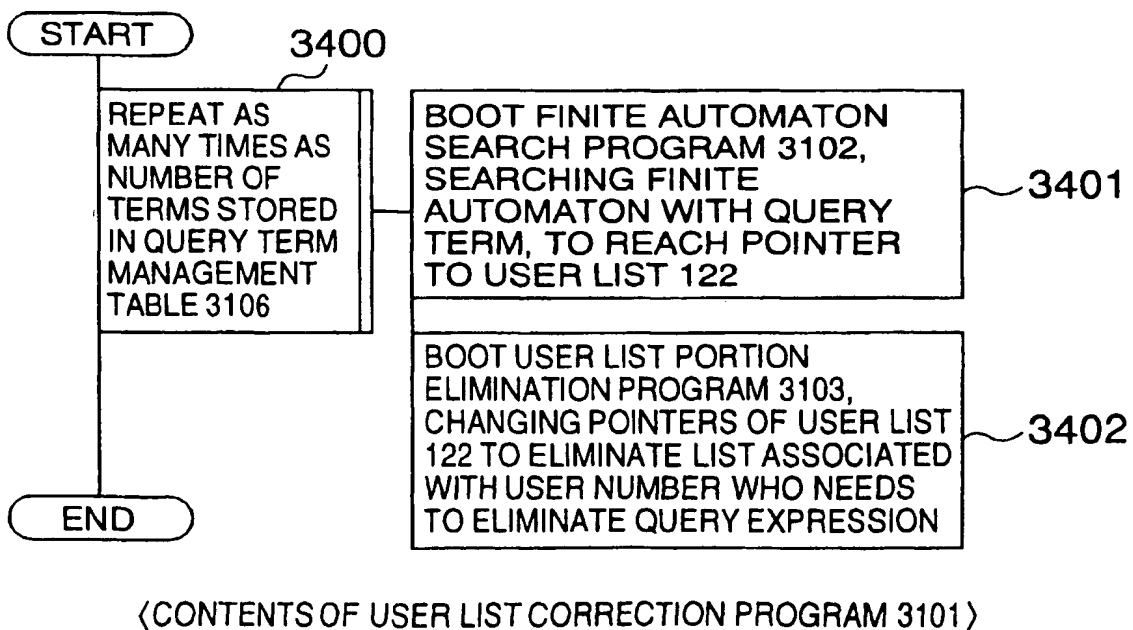 START
3400
REPEAT AS
MANY TIMES AS
NUMBER OF
TERMS STORED
IN QUERY TERM
MANAGEMENT
TABLE 3106
BOOT FINITE AUTOMATON
SEARCH PROGRAM 3102,
SEARCHING FINITE
AUTOMATON WITH QUERY
TERM, TO REACH POINTER
TO USER LIST 122
3401
BOOT USER LIST PORTION
ELIMINATION PROGRAM 3103,
CHANGING POINTERS OF USER LIST
122 TO ELIMINATE LIST ASSOCIATED
WITH USER NUMBER WHO NEEDS
TO ELIMINATE QUERY EXPRESSION
3402
END
〈CONTENTS OF USER LIST CORRECTION PROGRAM 3101〉